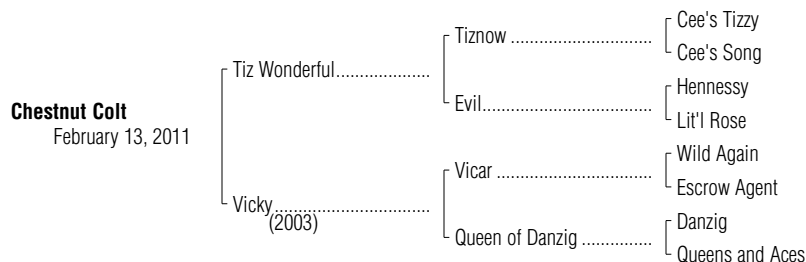 Cee's Tizzy
Tiznow ........................
Cee's Song
Tiz Wonderful.....................
Hennessy
Evil.................................
Lit'l Rose
Chestnut Colt
February 13, 2011
Wild Again
Vicar ...........................
Escrow Agent
Vicky...................................
(2003)
Danzig
Queen of Danzig ...............
Queens and Aces